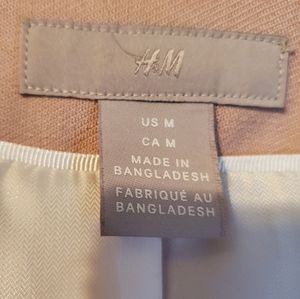 H&M
US M
CA M
MADE IN
BANGLADESH
FABRIQUÉ AU
BANGLADESH